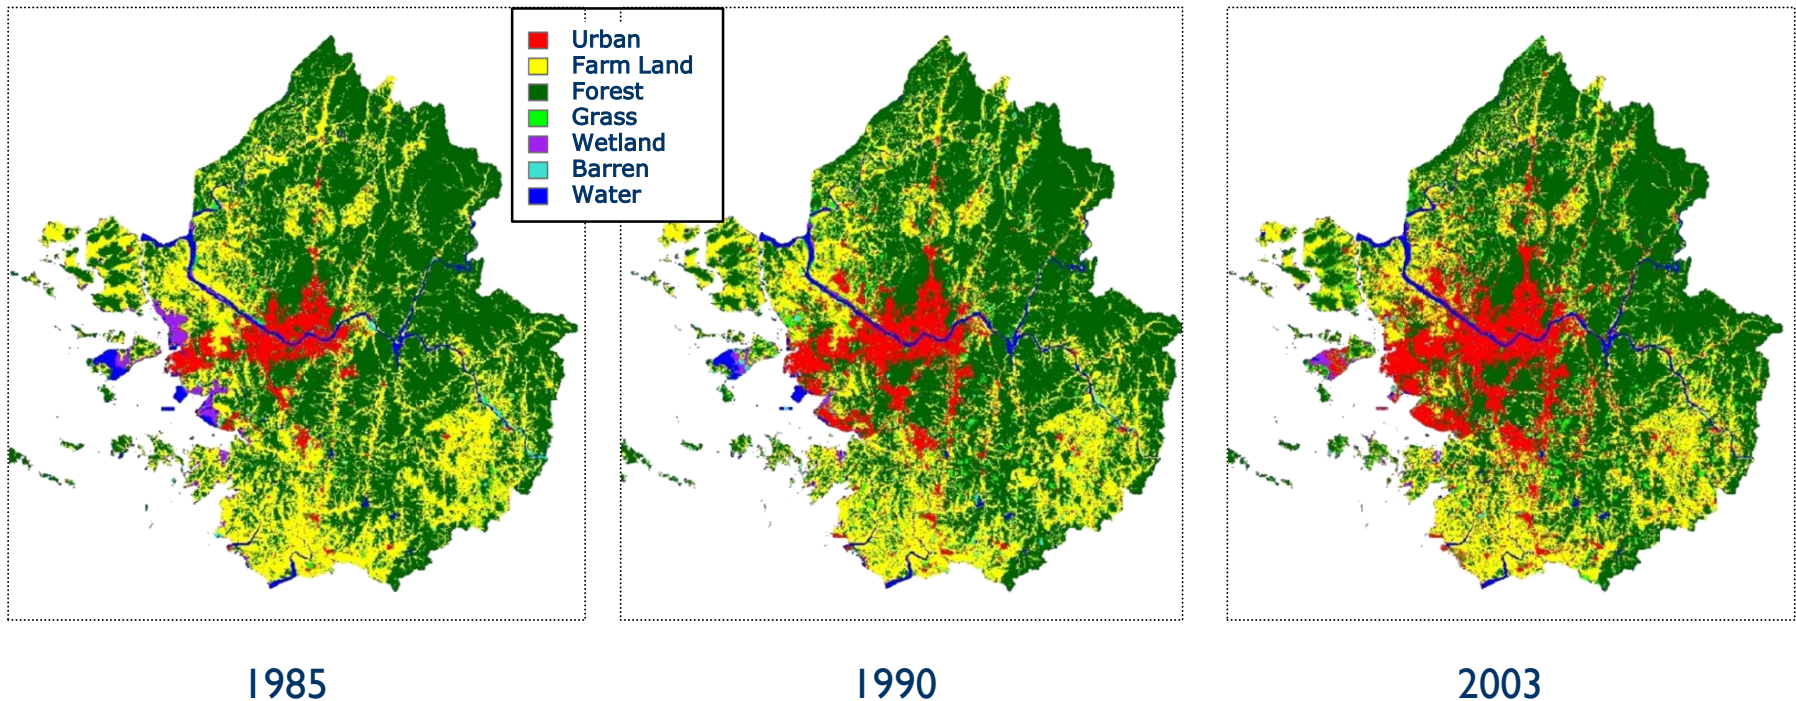 Urban
Farm Land
Forest
Grass
Wetland
Barren
Water
1985
1990
2003